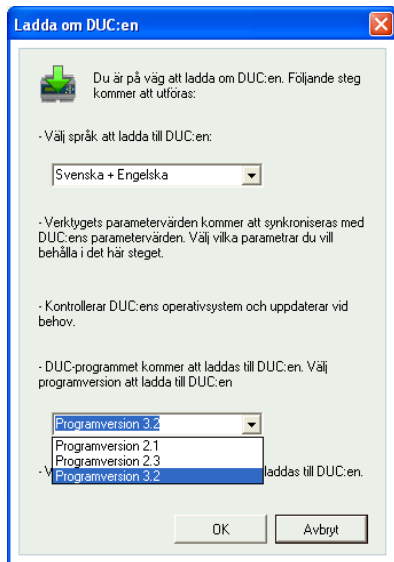 Ladda om DUC:en
Du är på väg att ladda om DUC:en. Följande steg
kommer att utföras:
- Välj språk att ladda till DUC:en:
Svenska + Engelska
- Verktygets parametervärden kommer att synkroniseras med
DUC:ens parametervärden. Välj vilka parametrar du vill
behålla i det här steget.
- Kontrollerar DUC:ens operativsystem och uppdaterar vid
behov.
- DUC-programmet kommer att laddas till DUC:en. Välj
programversion att ladda till DUC:en
Programversion 3.2
Programversion 2.1
Programversion 2.3
Programversion 3.2
- V laddas till DUC:en.
OK Avbryt